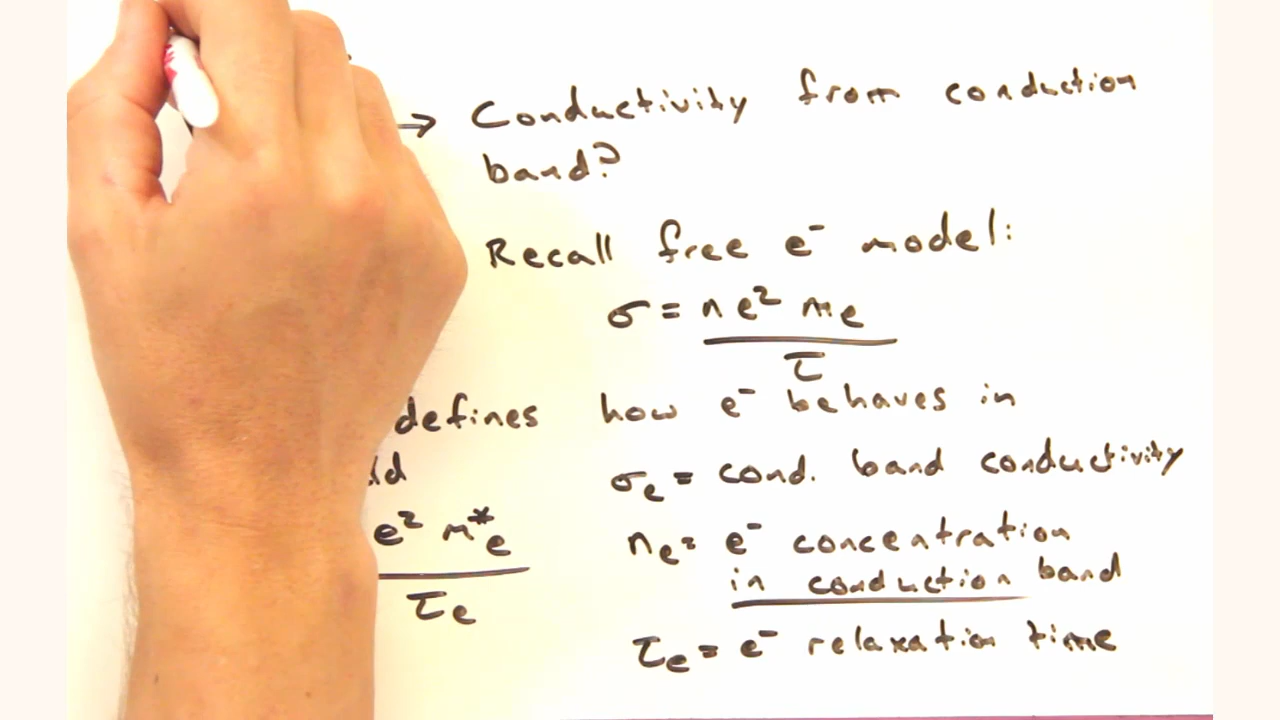 → Conductivity from conduction
band?
Recall free e⁻ model:
σ = n e² mₑ
τ
defines how e⁻ behaves in
σₑ = cond. band conductivity
e² m*ₑ
τₑ
nₑ = e⁻ concentration
in conduction band
τₑ = e⁻ relaxation time